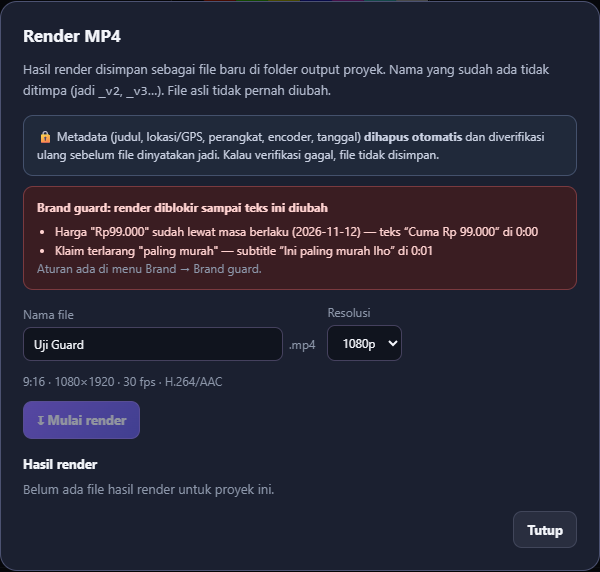 Render MP4
Hasil render disimpan sebagai file baru di folder output proyek. Nama yang sudah ada tidak
ditimpa (jadi _v2, _v3…). File asli tidak pernah diubah.
🔒 Metadata (judul, lokasi/GPS, perangkat, encoder, tanggal) dihapus otomatis dan diverifikasi
ulang sebelum file dinyatakan jadi. Kalau verifikasi gagal, file tidak disimpan.
Brand guard: render diblokir sampai teks ini diubah
• Harga "Rp99.000" sudah lewat masa berlaku (2026-11-12) — teks “Cuma Rp 99.000” di 0:00
• Klaim terlarang "paling murah" — subtitle “Ini paling murah lho” di 0:01
Aturan ada di menu Brand → Brand guard.
Nama file
Resolusi
Uji Guard
.mp4
1080p
9:16 · 1080×1920 · 30 fps · H.264/AAC
↧ Mulai render
Hasil render
Belum ada file hasil render untuk proyek ini.
Tutup